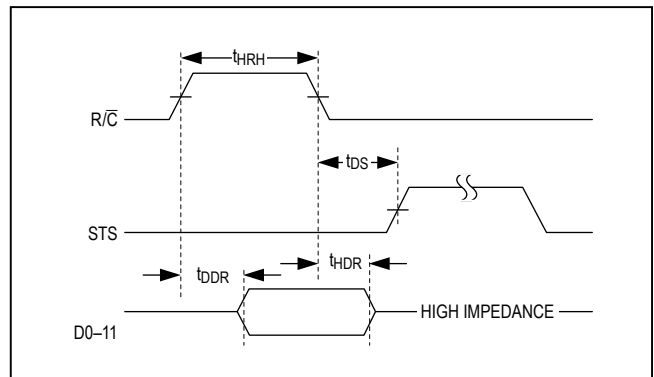 tHRH
R/C̅
tDS
STS
tHDR
tDDR
HIGH IMPEDANCE
D0–11